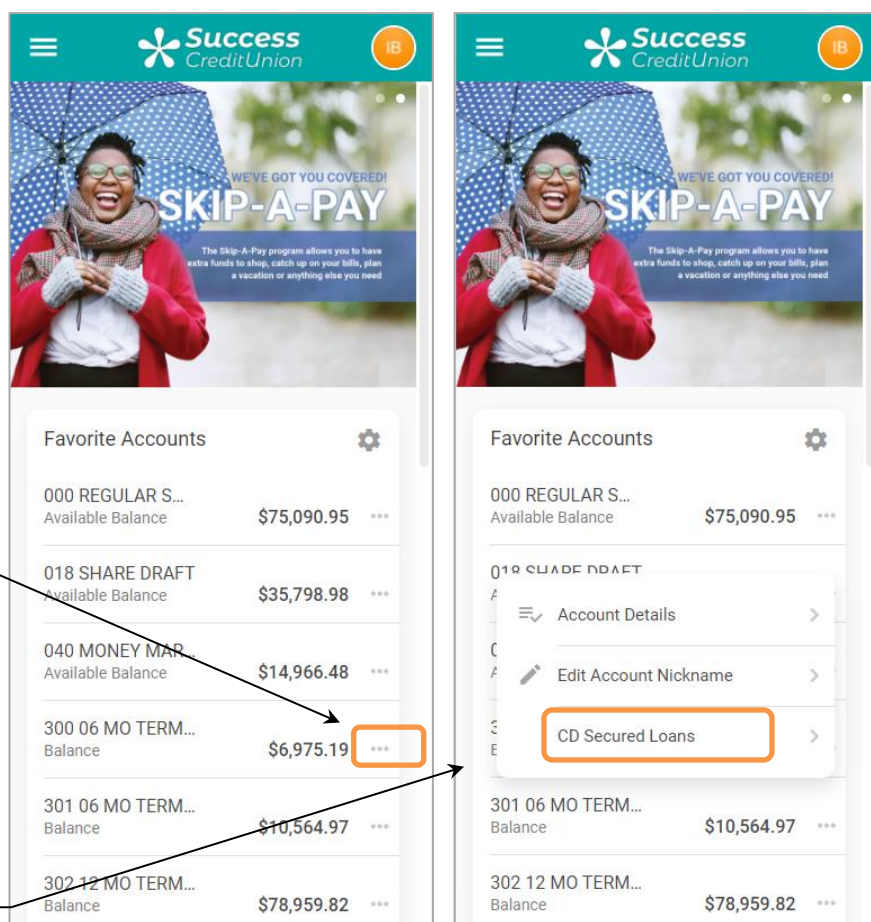 Success
CreditUnion
IB
WE'VE GOT YOU COVERED!
SKIP-A-PAY
The Skip-A-Pay program allows you to have
extra funds to shop, catch up on your bills, plan
a vacation or anything else you need
Favorite Accounts
000 REGULAR S...
Available Balance $75,090.95
018 SHARE DRAFT
Available Balance $35,798.98
040 MONEY MAR...
Available Balance $14,966.48
300 06 MO TERM...
Balance $6,975.19
301 06 MO TERM...
Balance $10,564.97
302 12 MO TERM...
Balance $78,959.82
Success
CreditUnion
IB
WE'VE GOT YOU COVERED!
SKIP-A-PAY
The Skip-A-Pay program allows you to have
extra funds to shop, catch up on your bills, plan
a vacation or anything else you need
Favorite Accounts
000 REGULAR S...
Available Balance $75,090.95
018 SHARE DRAFT
Account Details
Edit Account Nickname
CD Secured Loans
301 06 MO TERM...
Balance $10,564.97
302 12 MO TERM...
Balance $78,959.82